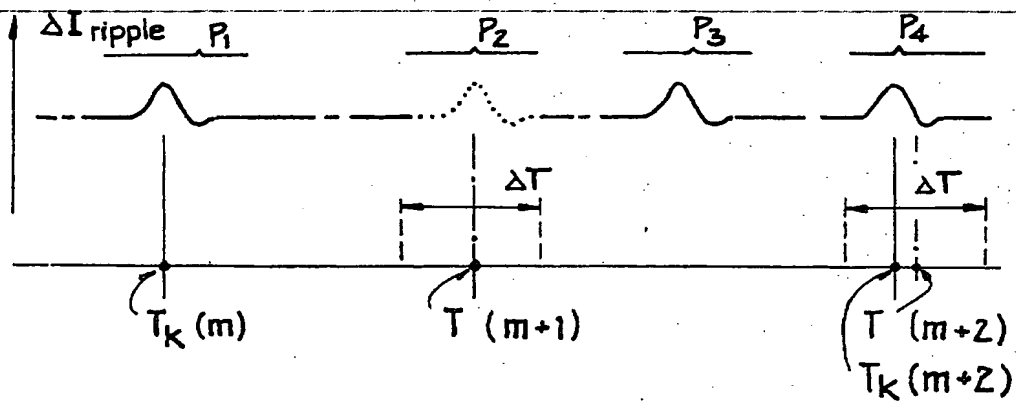 ΔI ripple P1 P2 P3 P4
ΔT ΔT
TK (m) T (m+1) T (m+2)
TK (m+2)